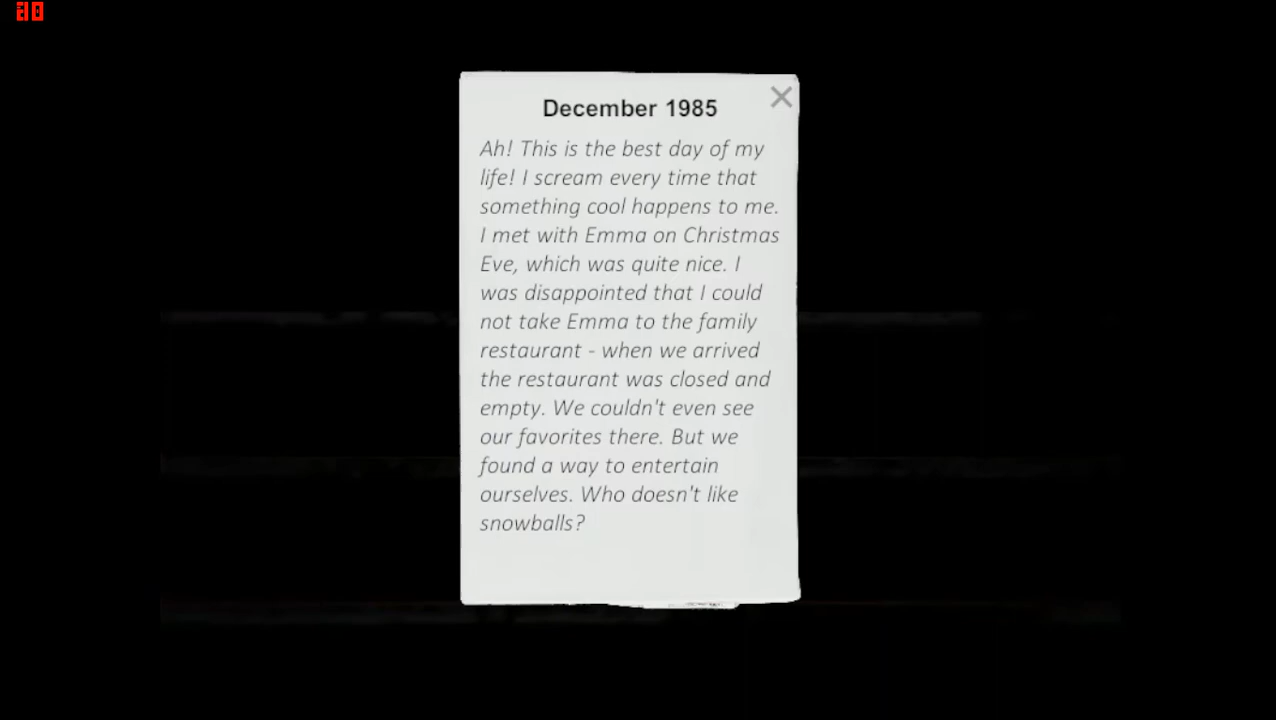 December 1985
Ah! This is the best day of my
life! I scream every time that
something cool happens to me.
I met with Emma on Christmas
Eve, which was quite nice. I
was disappointed that I could
not take Emma to the family
restaurant - when we arrived
the restaurant was closed and
empty. We couldn't even see
our favorites there. But we
found a way to entertain
ourselves. Who doesn't like
snowballs?